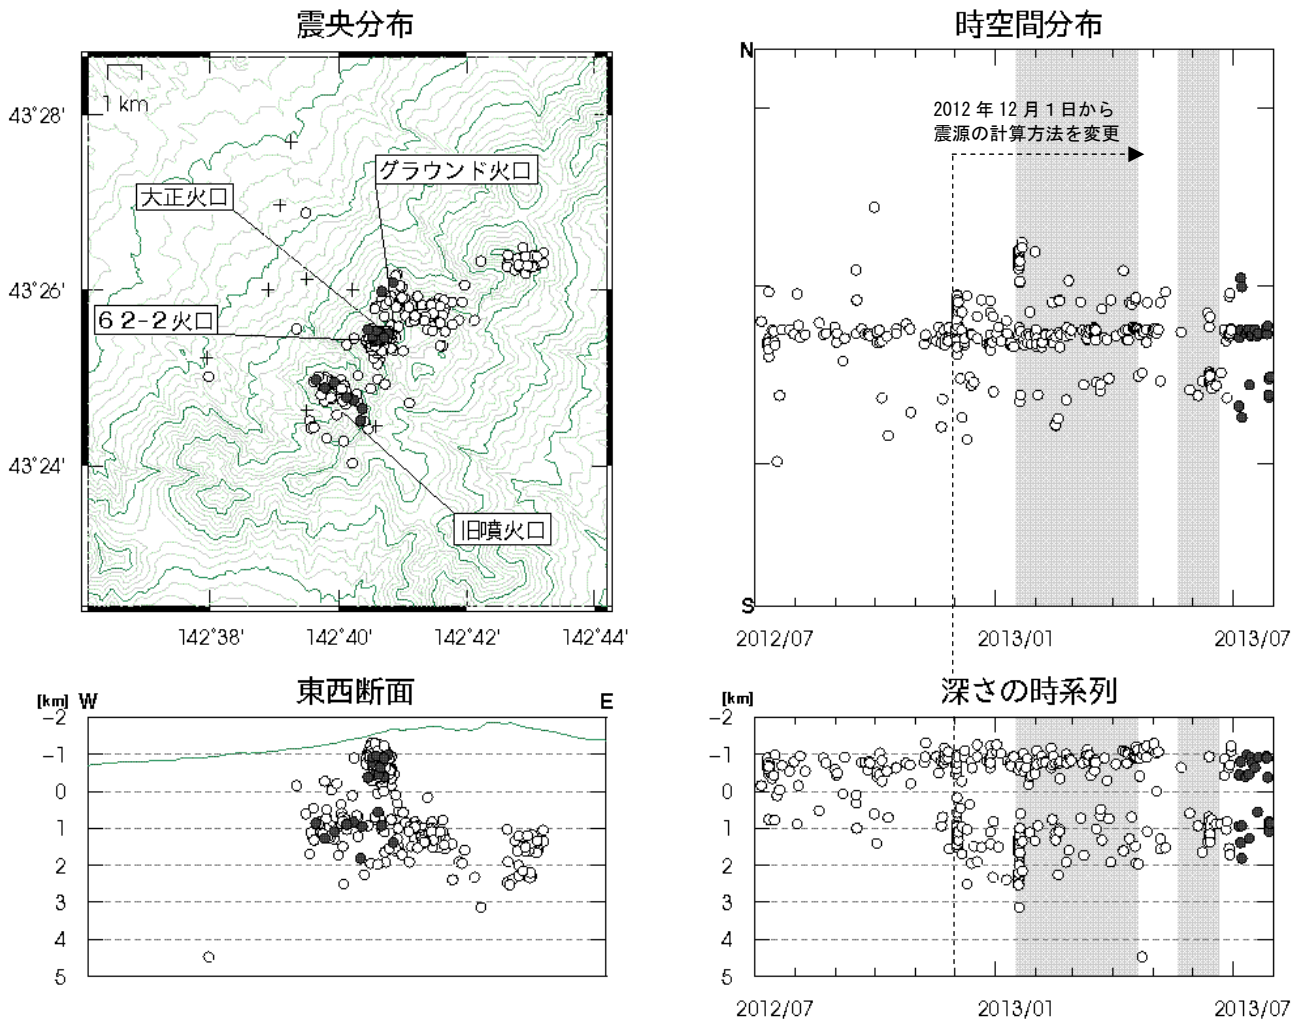 震央分布
時空間分布
1 km
43°28'
43°26'
43°24'
グラウンド火口
大正火口
62-2火口
旧噴火口
142°38'
142°40'
142°42'
142°44'
N
2012年12月1日から
震源の計算方法を変更
S
2012/07
2013/01
2013/07
東西断面
[km] W
E
-2
-1
0
1
2
3
4
5
深さの時系列
[km]
-2
-1
0
1
2
3
4
5
2012/07
2013/01
2013/07